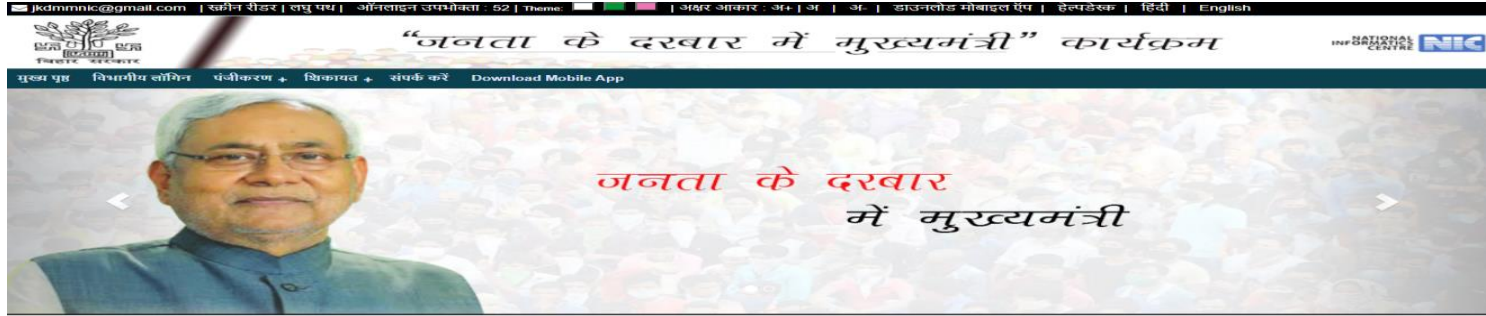 jkdmmnic@gmail.com | स्क्रीन रीडर | लघु पथ | ऑनलाइन उपभोक्ता : 52 | Theme: | अक्षर आकार : अ+ | अ | अ- | डाउनलोड मोबाइल ऍप | हेल्पडेस्क | हिंदी | English
बिहार सरकार
“जनता के दरबार में मुख्यमंत्री” कार्यक्रम
NATIONAL
INFORMATICS
CENTRE
NIC
मुख्य पृष्ठ विभागीय लॉगिन पंजीकरण + शिकायत + संपर्क करें Download Mobile App
जनता के दरबार
में मुख्यमंत्री